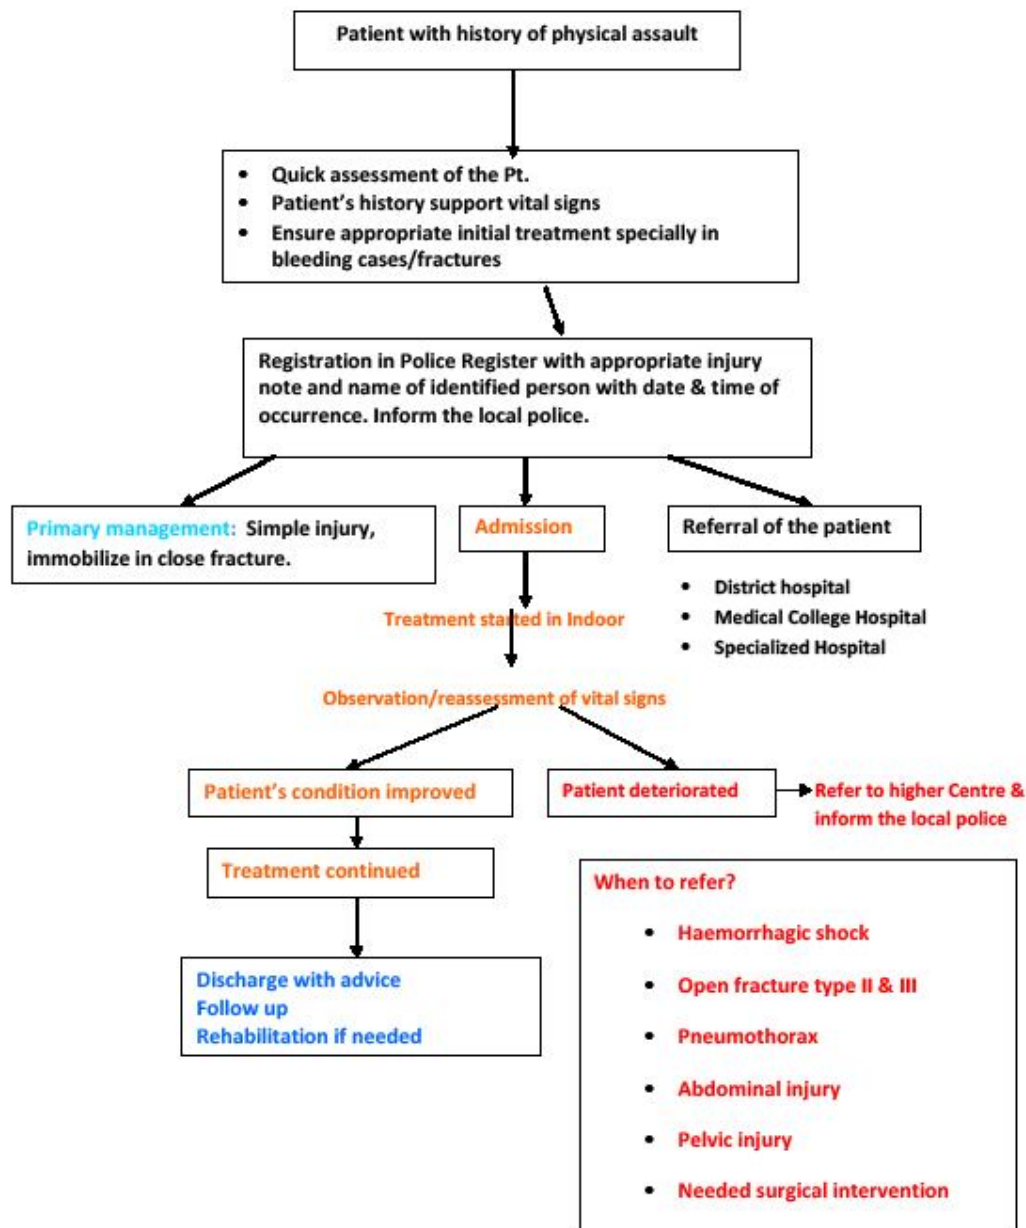 Patient with history of physical assault
• Quick assessment of the Pt.
• Patient's history support vital signs
• Ensure appropriate initial treatment specially in
bleeding cases/fractures
Registration in Police Register with appropriate injury
note and name of identified person with date & time of
occurrence. Inform the local police.
Primary management: Simple injury,
immobilize in close fracture.
Admission
Referral of the patient
• District hospital
• Medical College Hospital
• Specialized Hospital
Treatment started in Indoor
Observation/reassessment of vital signs
Patient's condition improved
Patient deteriorated
Refer to higher Centre &
inform the local police
Treatment continued
Discharge with advice
Follow up
Rehabilitation if needed
When to refer?
• Haemorrhagic shock
• Open fracture type II & III
• Pneumothorax
• Abdominal injury
• Pelvic injury
• Needed surgical intervention